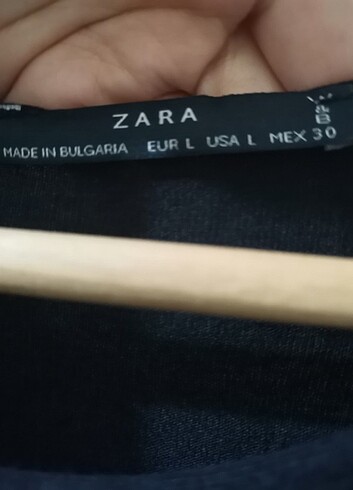 ZARA
MADE IN BULGARIA EUR L USA L MEX 30